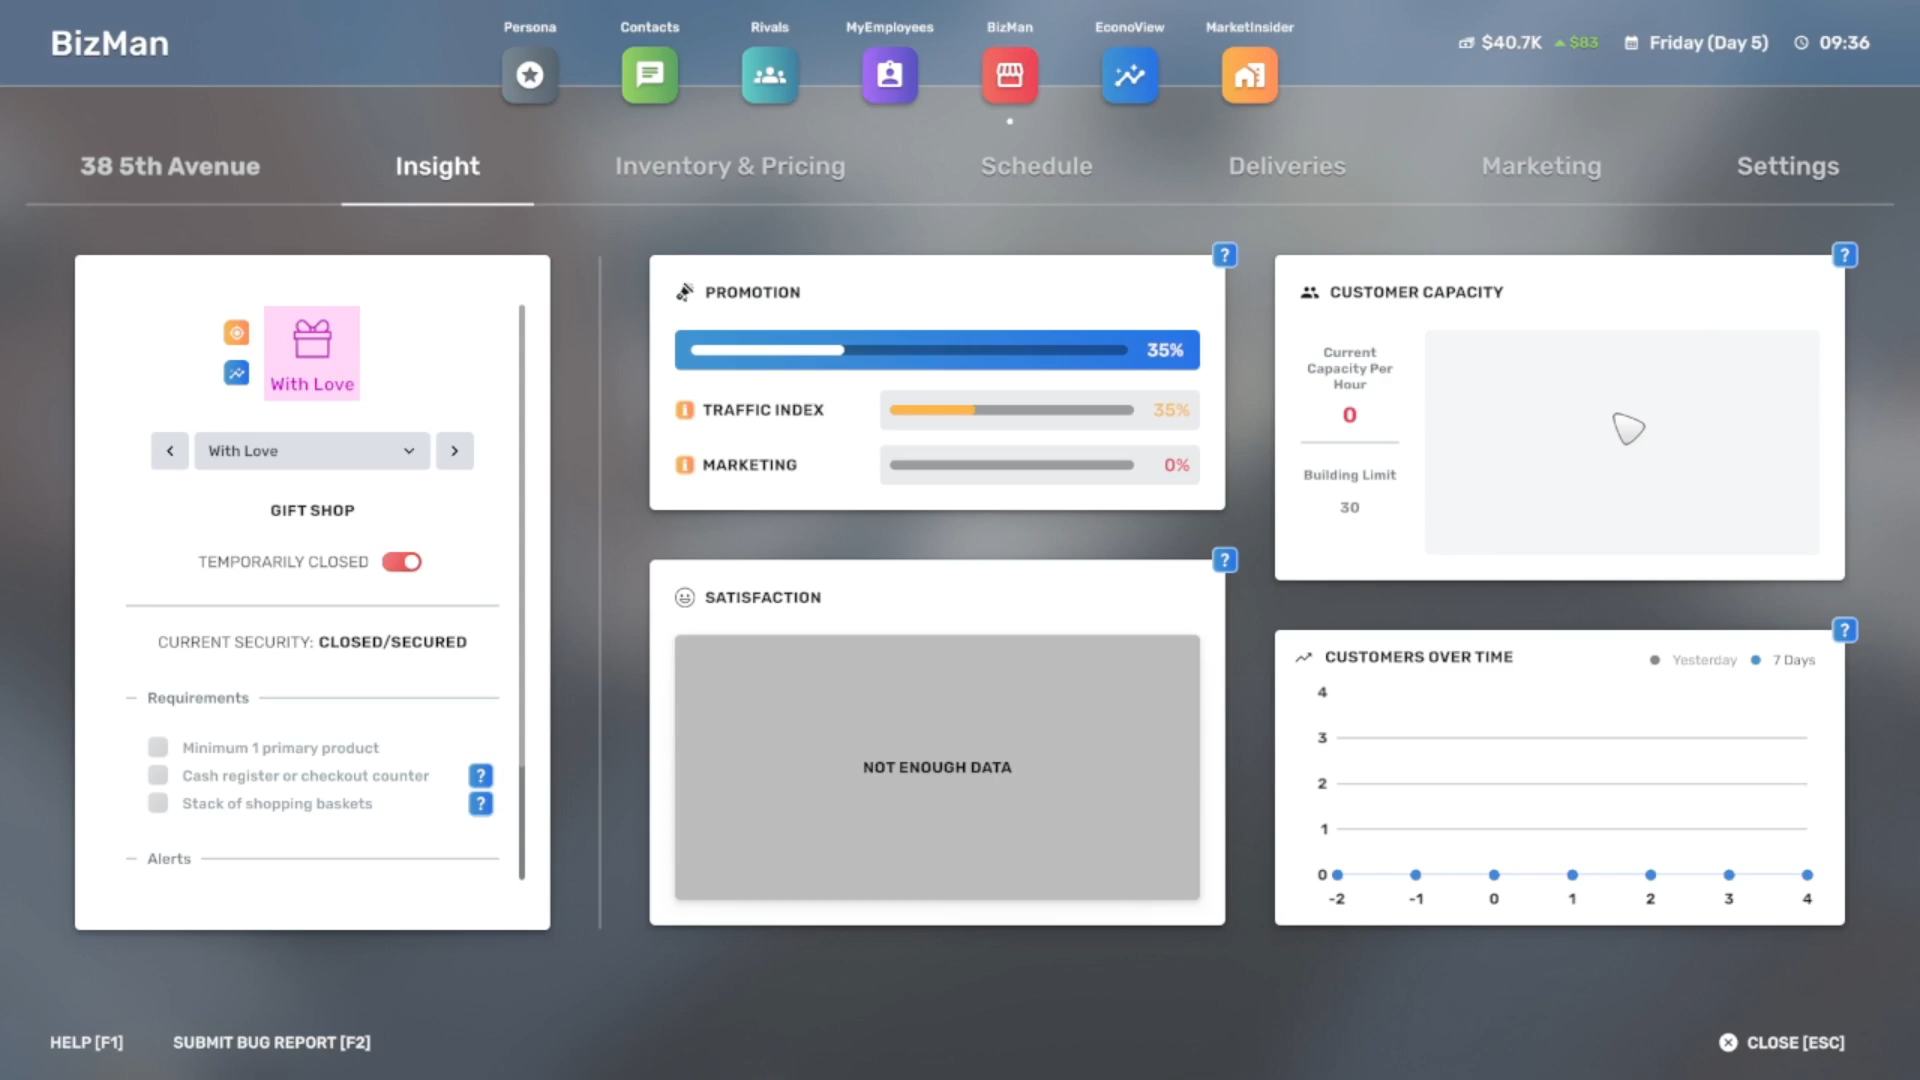 BizMan
Persona
Contacts
Rivals
MyEmployees
BizMan
EconoView
MarketInsider
$40.7K
$83
Friday (Day 5)
09:36
38 5th Avenue
Insight
Inventory & Pricing
Schedule
Deliveries
Marketing
Settings
With Love
With Love
GIFT SHOP
TEMPORARILY CLOSED
CURRENT SECURITY: CLOSED/SECURED
Requirements
Minimum 1 primary product
Cash register or checkout counter
?
Stack of shopping baskets
?
Alerts
?
PROMOTION
35%
TRAFFIC INDEX
35%
MARKETING
0%
?
SATISFACTION
NOT ENOUGH DATA
?
CUSTOMER CAPACITY
Current
Capacity Per
Hour
0
Building Limit
30
?
CUSTOMERS OVER TIME
Yesterday
7 Days
4
3
2
1
0
-2 -1 0 1 2 3 4
HELP [F1]
SUBMIT BUG REPORT [F2]
CLOSE [ESC]